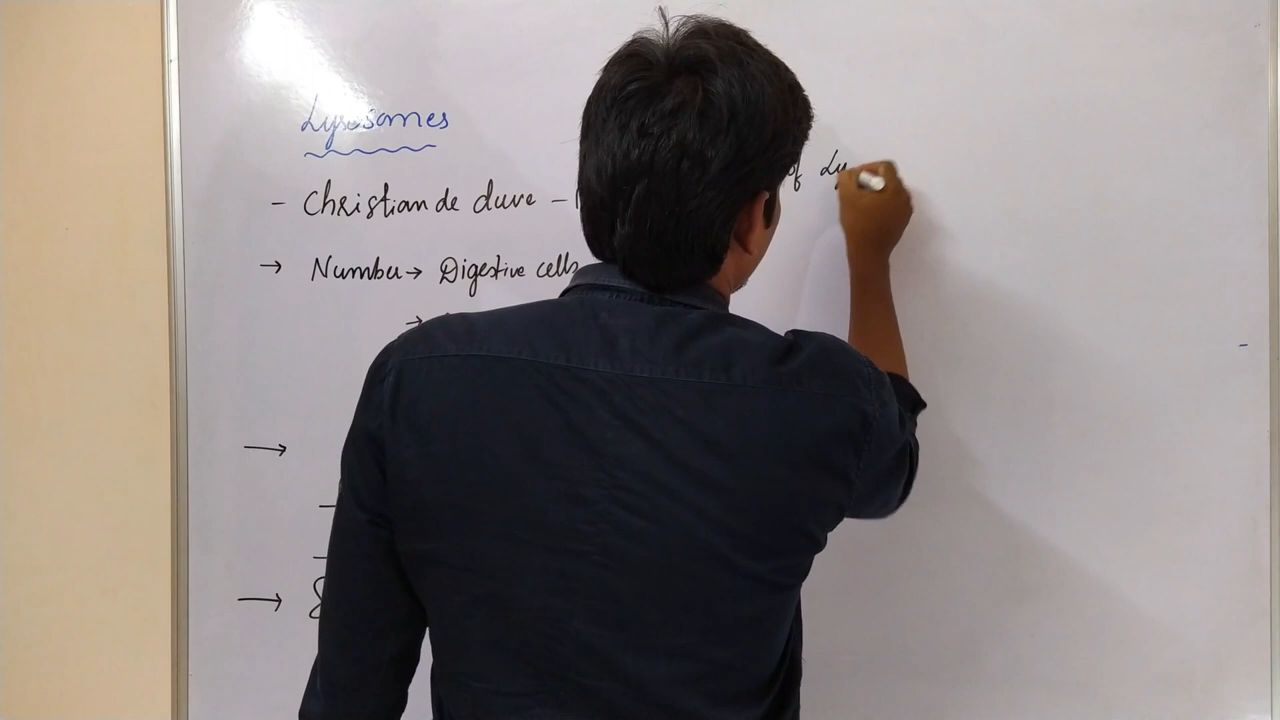 Lysosomes
- Christian de duve -
→ Number → Digestive cells
→
→
-
-
→
of Ly